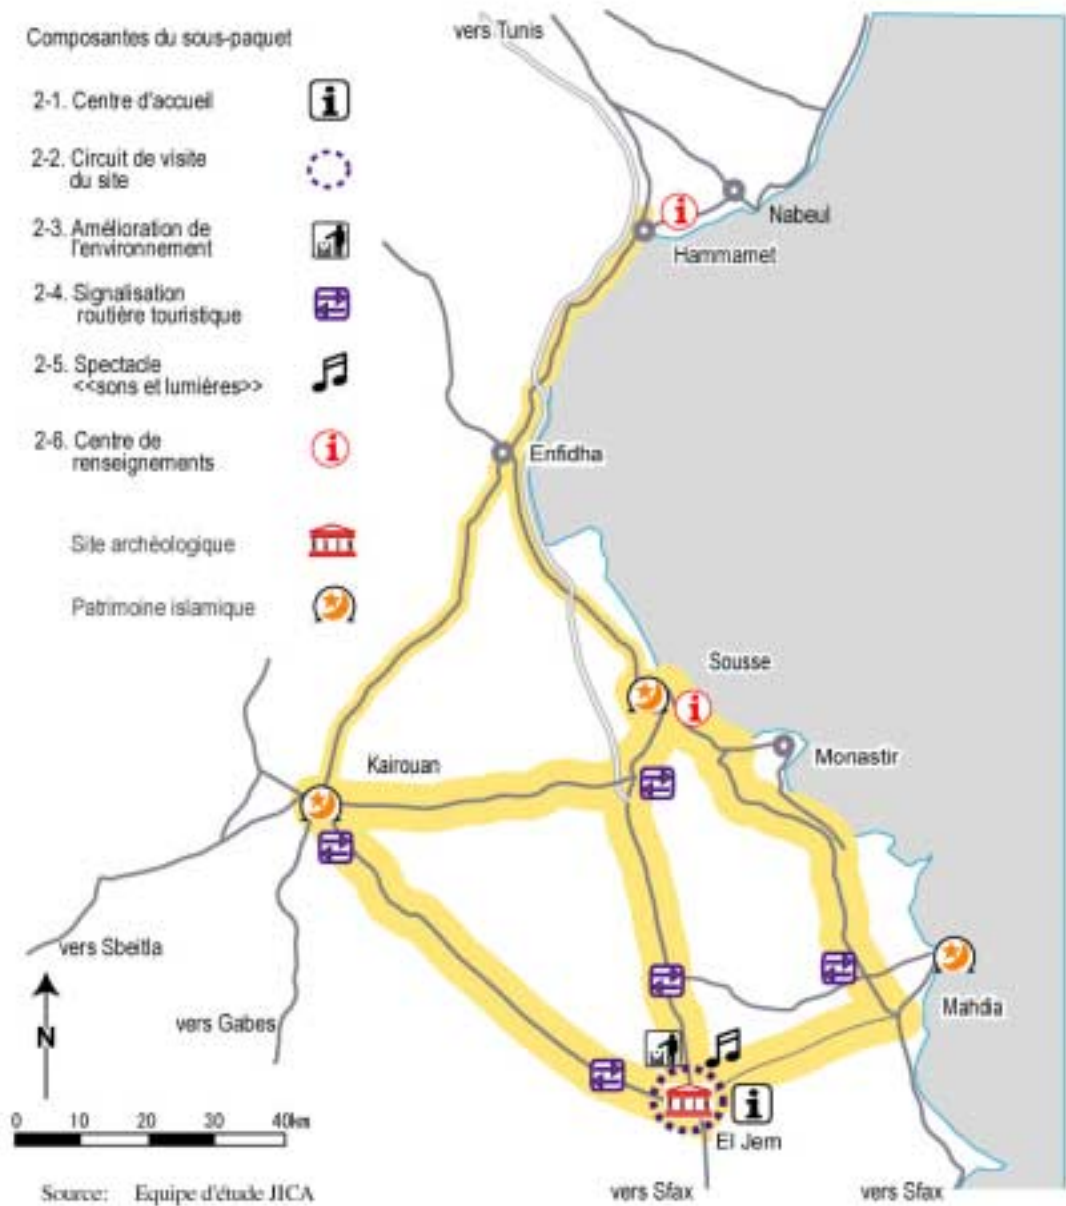 Composantes du sous-paquet
2-1. Centre d'accueil
2-2. Circuit de visite
du site
2-3. Amélioration de
l'environnement
2-4. Signalisation
routière touristique
2-5. Spectacle
<<sons et lumières>>
2-6. Centre de
renseignements
Site archèologique
Patrimoine islamique
vers Tunis
Nabeul
Hammamet
Enfidha
Sousse
Monastir
Kairouan
vers Sbeitla
vers Gabes
Mahdia
El Jem
vers Sfax
vers Sfax
N
0 10 20 30 40km
Source: Equipe d'étude JICA